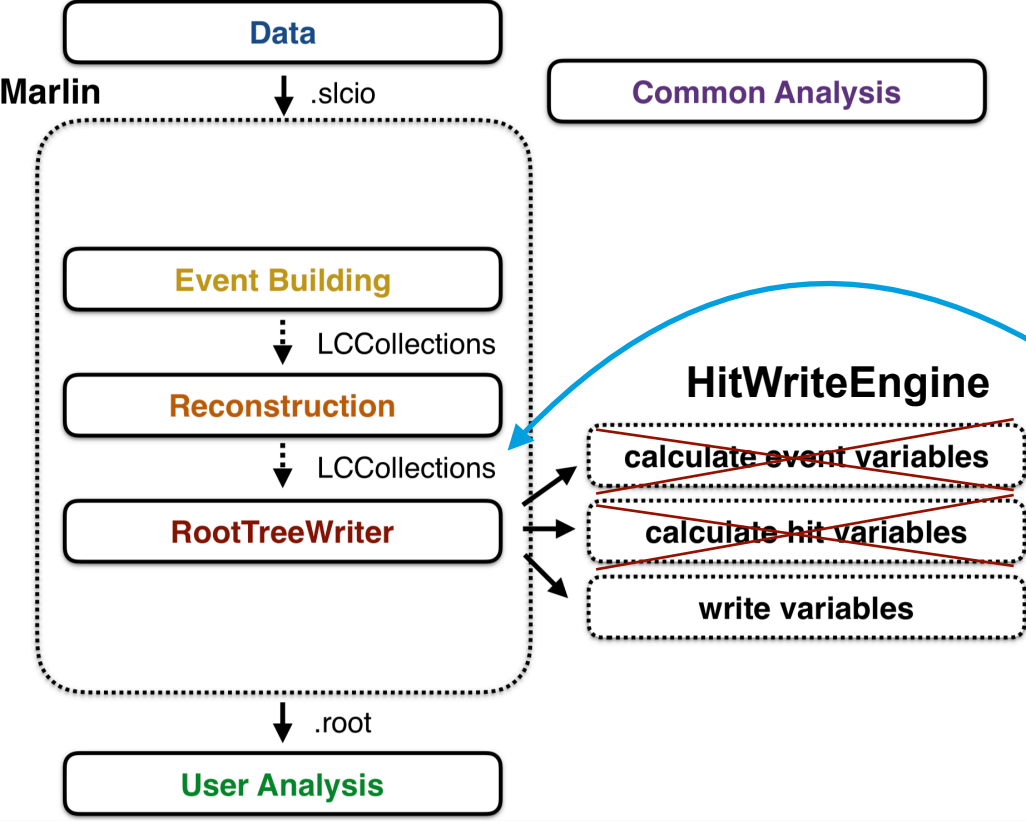 Data
Marlin
.slcio
Common Analysis
Event Building
LCCollections
Reconstruction
LCCollections
RootTreeWriter
HitWriteEngine
calculate event variables
calculate hit variables
write variables
.root
User Analysis